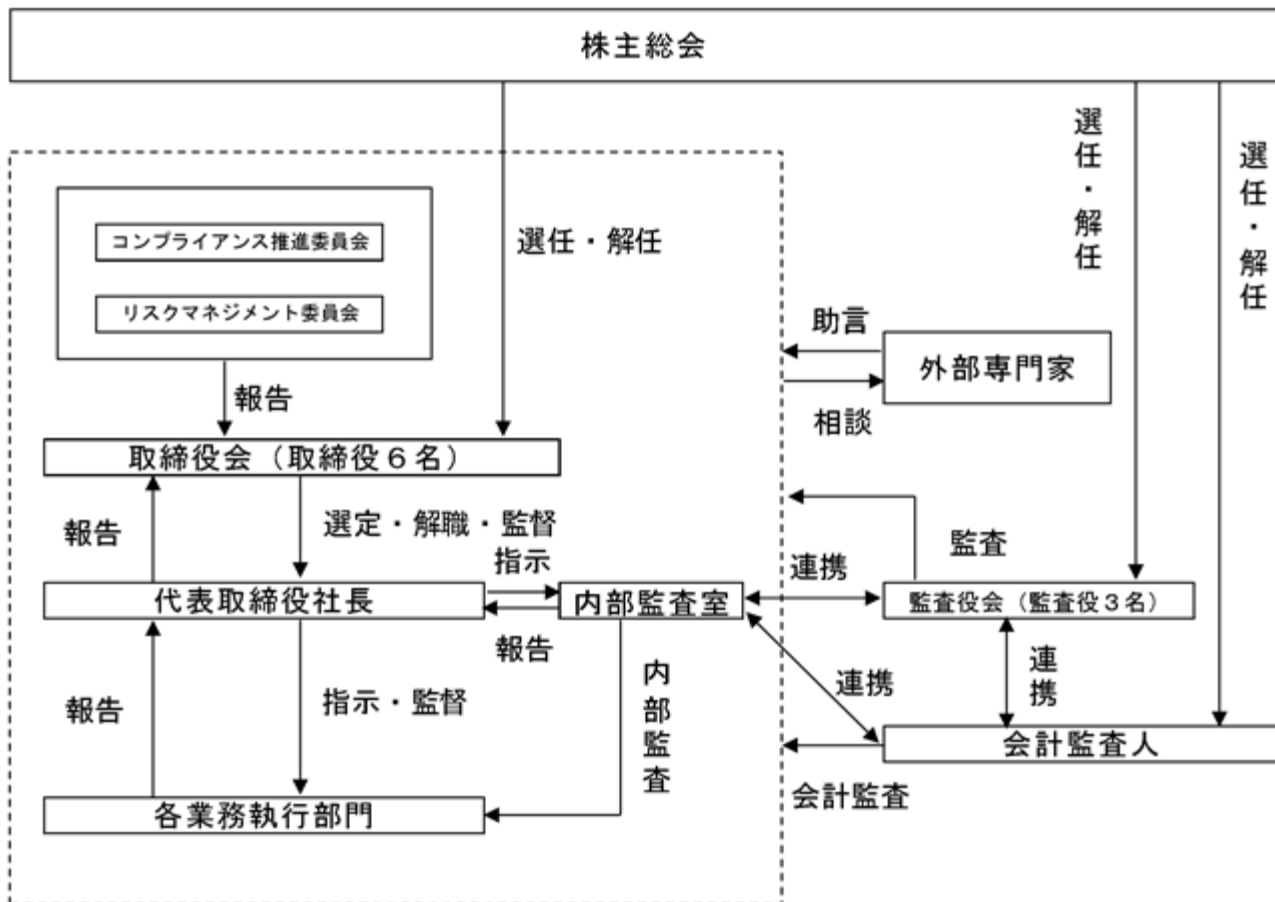 株主総会
選任・解任
選任・解任
選任・解任
コンプライアンス推進委員会
リスクマネジメント委員会
報告
助言
外部専門家
相談
取締役会(取締役６名)
報告
選定・解職・監督
監査
指示
連携
代表取締役社長
内部監査室
監査役会(監査役３名)
報告
報告
指示・監督
内部監査
連携
連携
会計監査人
会計監査
各業務執行部門